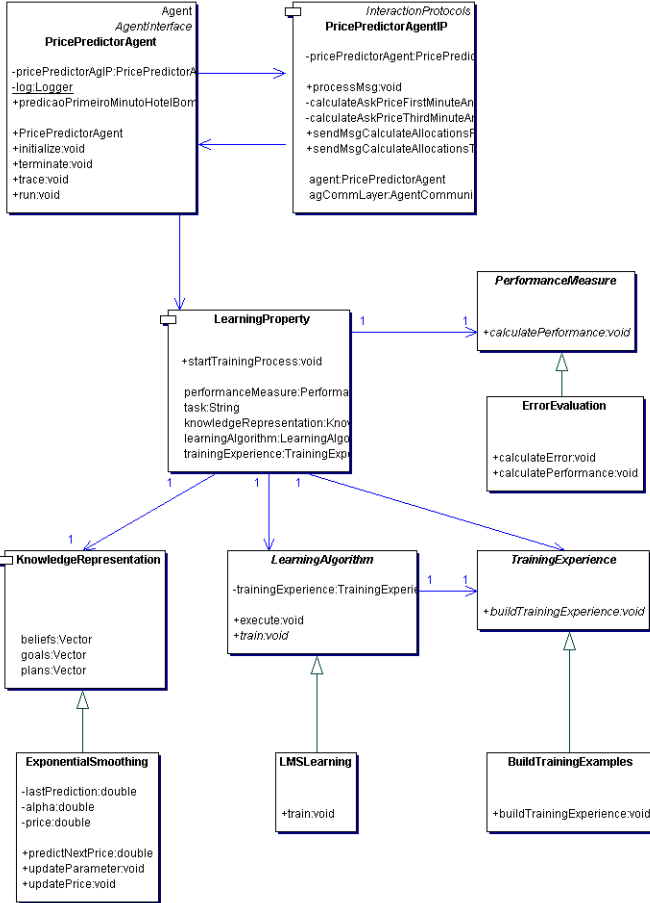 Agent
AgentInterface
PricePredictorAgent
-pricePredictorAgIP:PricePredictorA
-log:Logger
+predicaoPrimeiroMinutoHotelBom
+PricePredictorAgent
+initialize:void
+terminate:void
+trace:void
+run:void
InteractionProtocols
PricePredictorAgentIP
-pricePredictorAgent:PricePredic
+processMsg:void
-calculateAskPriceFirstMinuteAn
-calculateAskPriceThirdMinuteAn
+sendMsgCalculateAllocationsF
+sendMsgCalculateAllocationsT
agent:PricePredictorAgent
agCommLayer:AgentCommuni
PerformanceMeasure
+calculatePerformance:void
LearningProperty
+startTrainingProcess:void
performanceMeasure:Performa
task:String
knowledgeRepresentation:Know
learningAlgorithm:LearningAlgo
trainingExperience:TrainingExpe
1
1
ErrorEvaluation
+calculateError:void
+calculatePerformance:void
1
1
1
1
KnowledgeRepresentation
beliefs:Vector
goals:Vector
plans:Vector
LearningAlgorithm
-trainingExperience:TrainingExperie
+execute:void
+train:void
1
1
TrainingExperience
+buildTrainingExperience:void
ExponentialSmoothing
-lastPrediction:double
-alpha:double
-price:double
+predictNextPrice:double
+updateParameter:void
+updatePrice:void
LMSLearning
+train:void
BuildTrainingExamples
+buildTrainingExperience:void